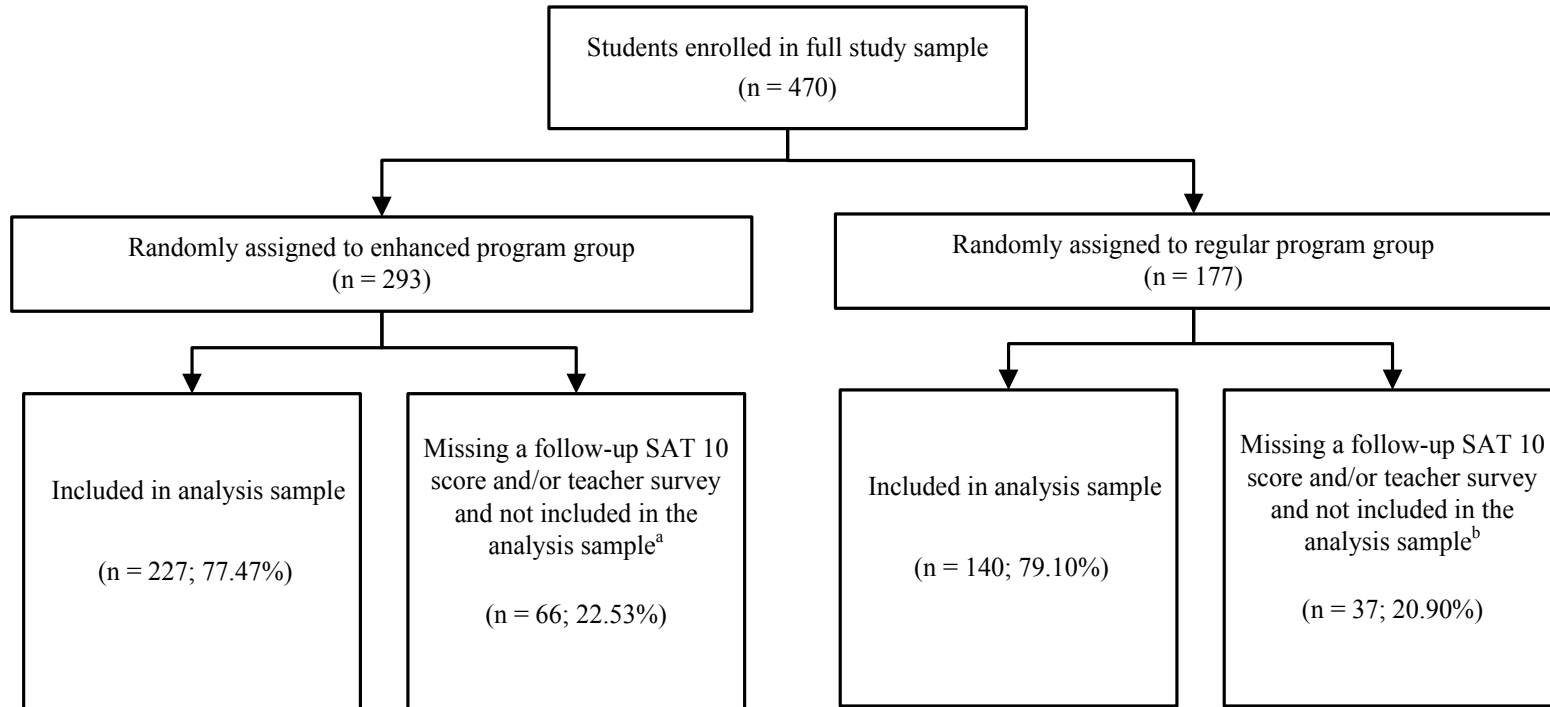 Students enrolled in full study sample
(n = 470)
Randomly assigned to enhanced program group
(n = 293)
Randomly assigned to regular program group
(n = 177)
Included in analysis sample
(n = 227; 77.47%)
Missing a follow-up SAT 10
score and/or teacher survey
and not included in the
analysis sampleᵃ
(n = 66; 22.53%)
Included in analysis sample
(n = 140; 79.10%)
Missing a follow-up SAT 10
score and/or teacher survey
and not included in the
analysis sampleᵇ
(n = 37; 20.90%)